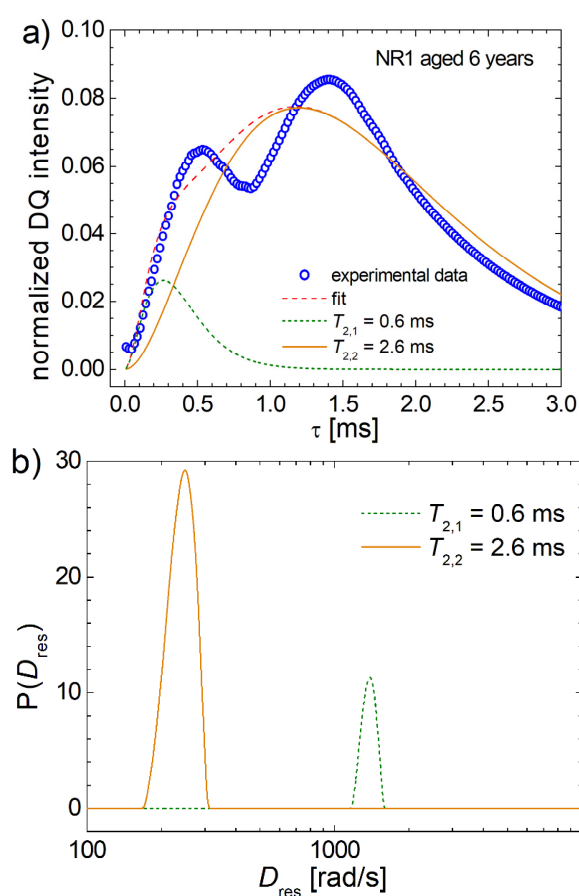 a)
NR1 aged 6 years
normalized DQ intensity
0.10
0.08
0.06
0.04
0.02
0.00
experimental data
fit
T2,1 = 0.6 ms
T2,2 = 2.6 ms
0.0 0.5 1.0 1.5 2.0 2.5 3.0
τ [ms]
b)
P(Dres)
30
20
10
0
T2,1 = 0.6 ms
T2,2 = 2.6 ms
100 1000
Dres [rad/s]